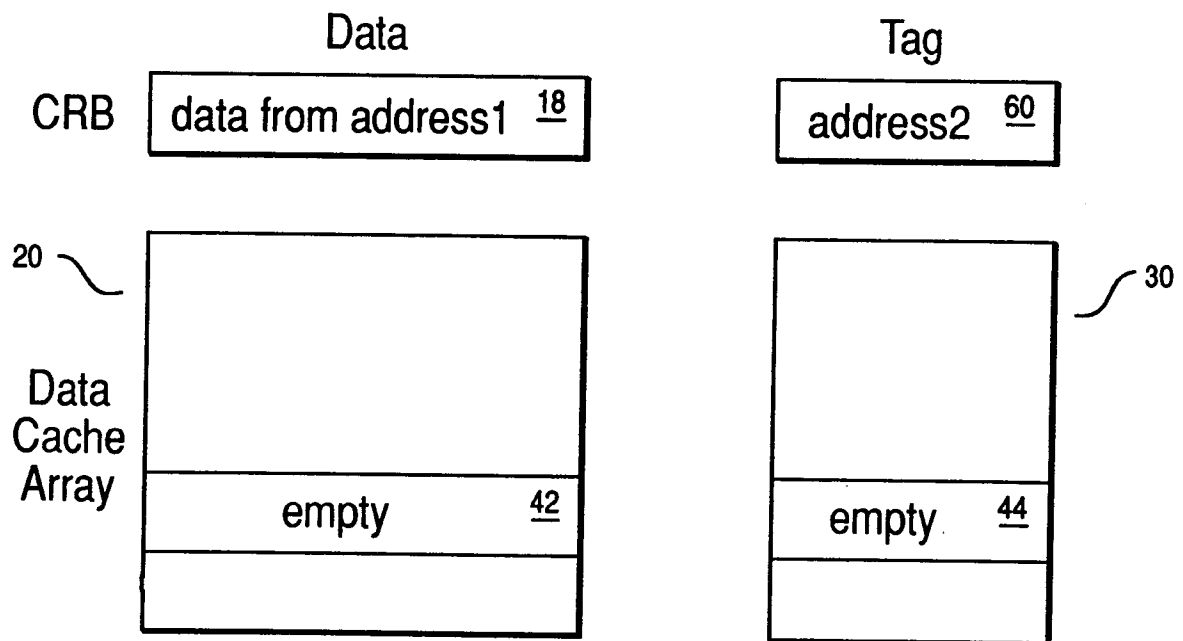 Data
Tag
CRB
data from address1 18
address2 60
20
30
Data
Cache
Array
empty 42
empty 44